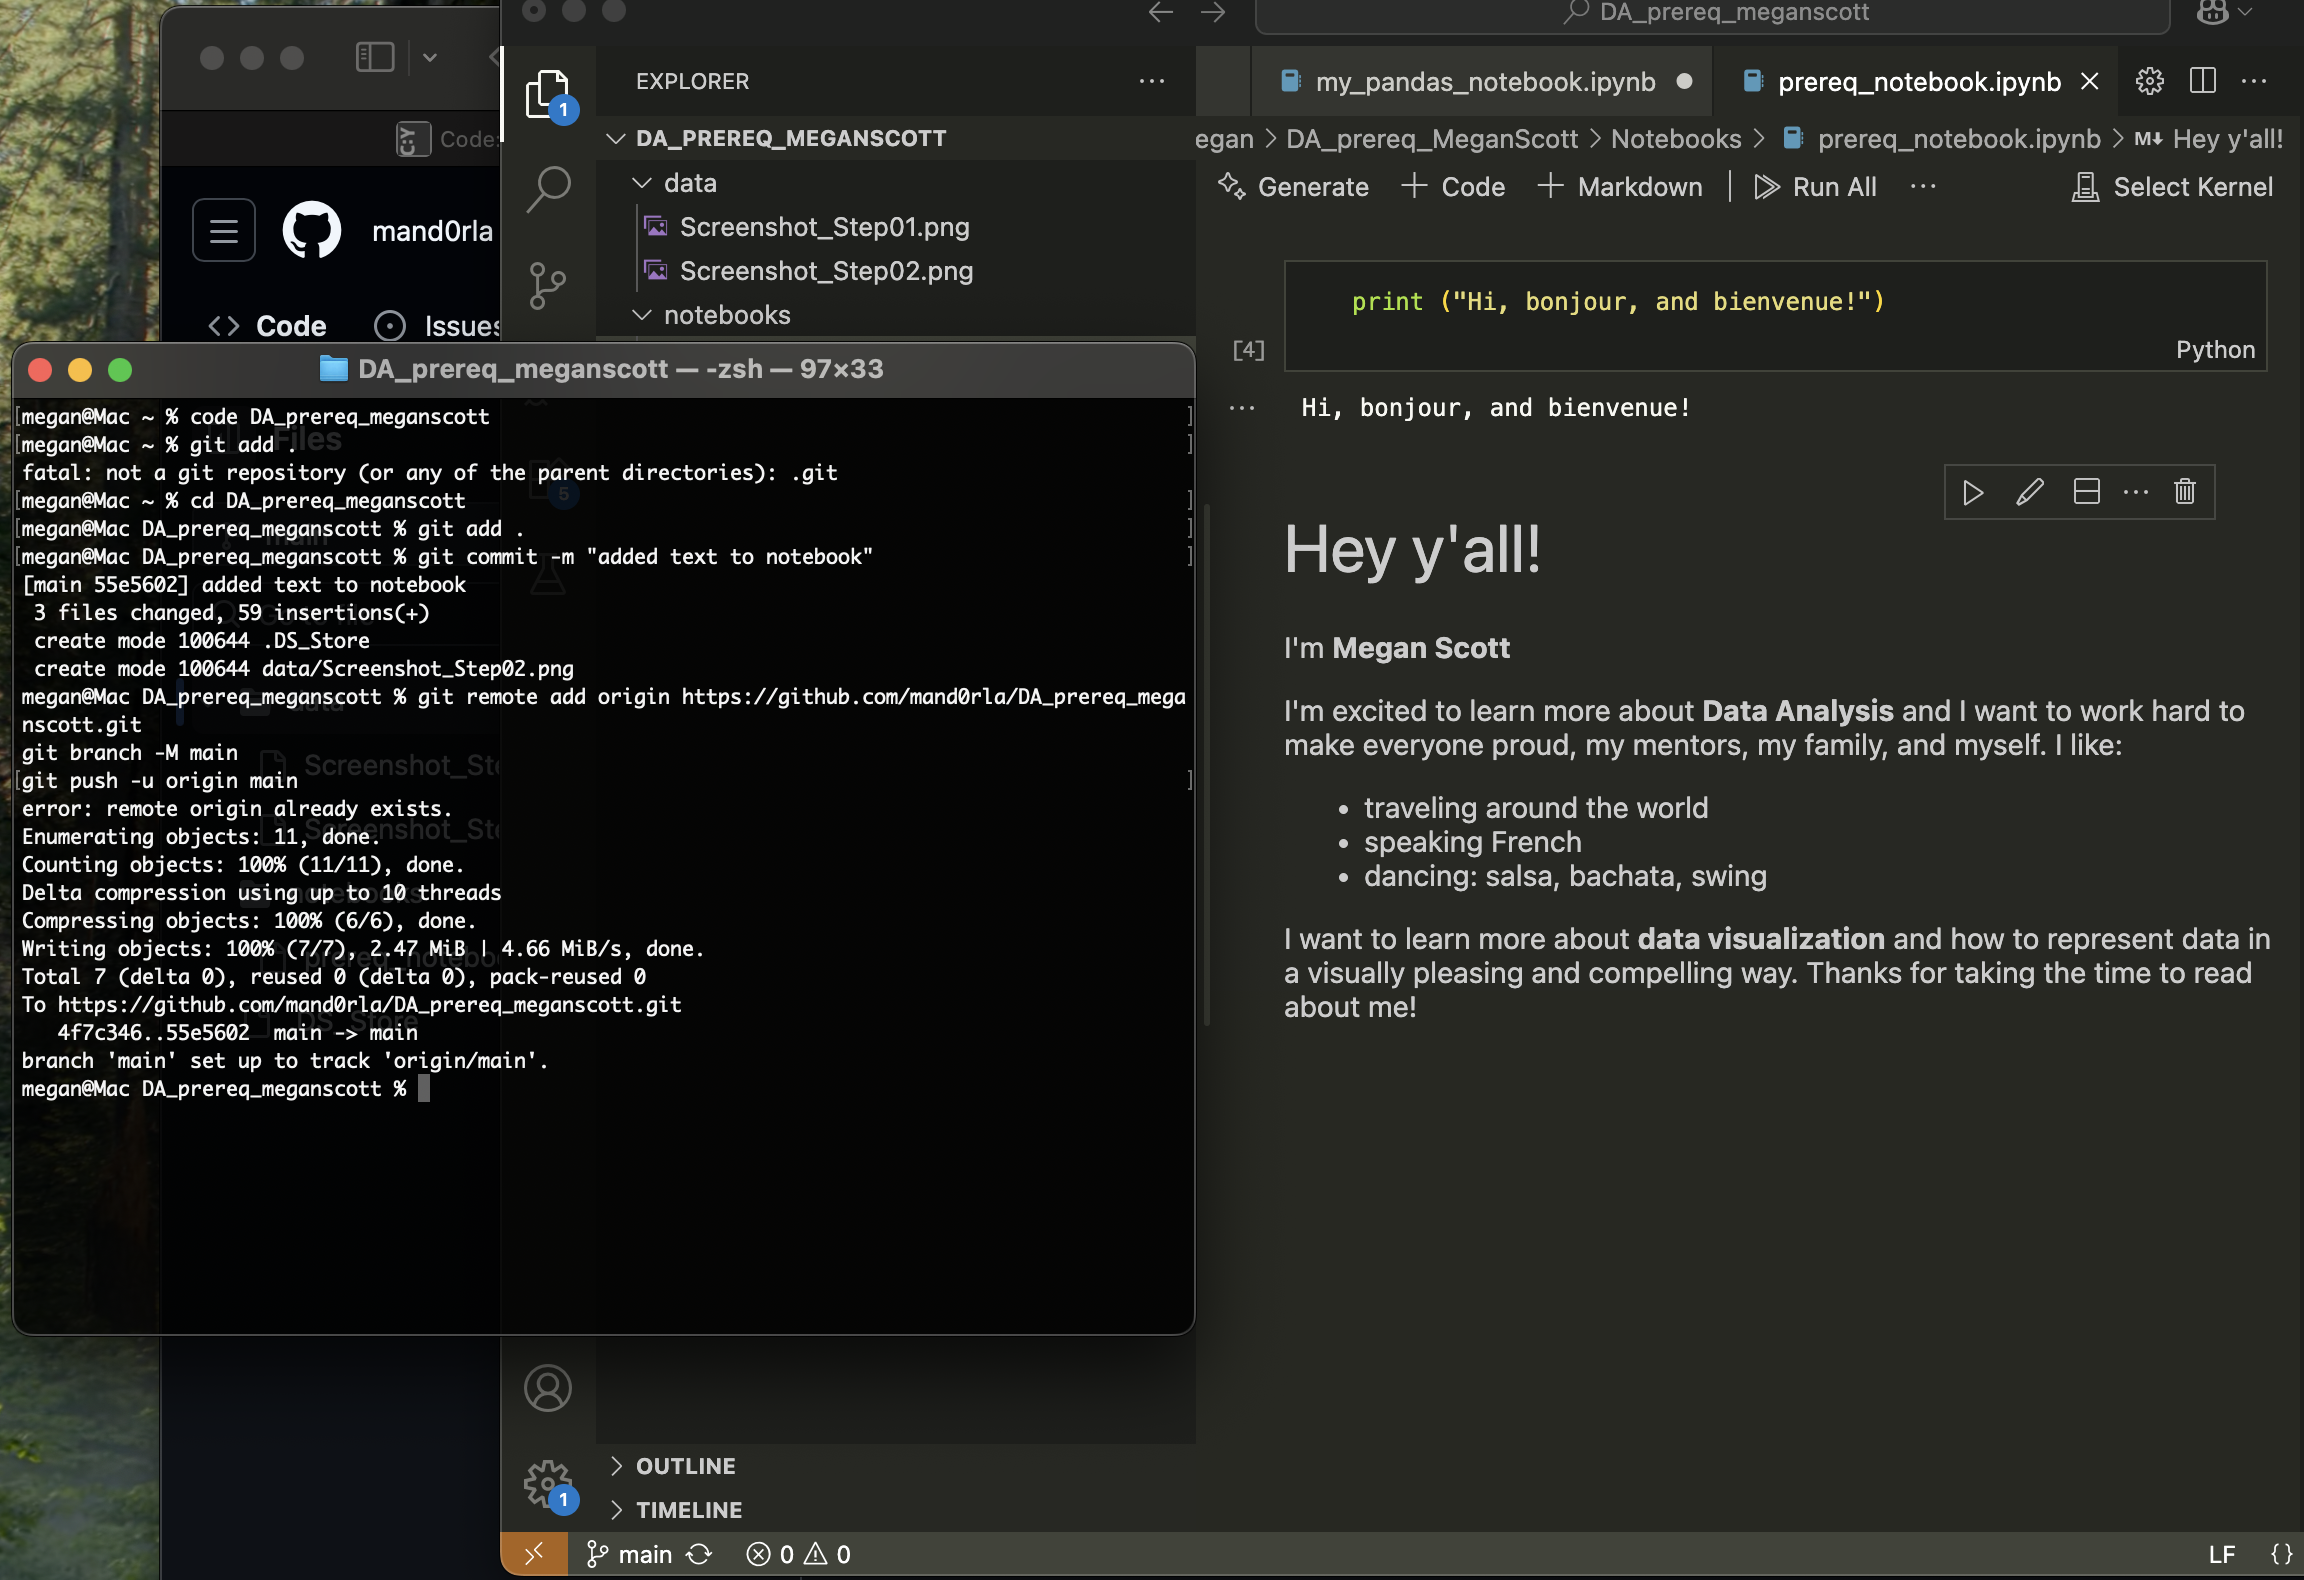 DA_prereq_meganscott
Code:
mand0rla
Code
Issues
EXPLORER
1
DA_PREREQ_MEGANSCOTT
data
Screenshot_Step01.png
Screenshot_Step02.png
notebooks
my_pandas_notebook.ipynb
prereq_notebook.ipynb
egan > DA_prereq_MeganScott > Notebooks > prereq_notebook.ipynb > M↓ Hey y'all!
Generate + Code + Markdown | Run All ... Select Kernel
print ("Hi, bonjour, and bienvenue!")
[4]
Python
Hi, bonjour, and bienvenue!
Hey y'all!
I'm Megan Scott
I'm excited to learn more about Data Analysis and I want to work hard to
make everyone proud, my mentors, my family, and myself. I like:
• traveling around the world
• speaking French
• dancing: salsa, bachata, swing
I want to learn more about data visualization and how to represent data in
a visually pleasing and compelling way. Thanks for taking the time to read
about me!
DA_prereq_meganscott — -zsh — 97×33
[megan@Mac ~ % code DA_prereq_meganscott ]
[megan@Mac ~ % git add . ]
fatal: not a git repository (or any of the parent directories): .git
[megan@Mac ~ % cd DA_prereq_meganscott ]
[megan@Mac DA_prereq_meganscott % git add . ]
[megan@Mac DA_prereq_meganscott % git commit -m "added text to notebook" ]
[main 55e5602] added text to notebook
3 files changed, 59 insertions(+)
create mode 100644 .DS_Store
create mode 100644 data/Screenshot_Step02.png
megan@Mac DA_prereq_meganscott % git remote add origin https://github.com/mand0rla/DA_prereq_mega
nscott.git
git branch -M main
[git push -u origin main ]
error: remote origin already exists.
Enumerating objects: 11, done.
Counting objects: 100% (11/11), done.
Delta compression using up to 10 threads
Compressing objects: 100% (6/6), done.
Writing objects: 100% (7/7), 2.47 MiB | 4.66 MiB/s, done.
Total 7 (delta 0), reused 0 (delta 0), pack-reused 0
To https://github.com/mand0rla/DA_prereq_meganscott.git
4f7c346..55e5602 main -> main
branch 'main' set up to track 'origin/main'.
megan@Mac DA_prereq_meganscott %
Files
5
main
data
Screenshot_Ste
Screenshot_Ste
notebooks
prereq_notebo
.DS_Store
OUTLINE
1
TIMELINE
main
0
0
LF
{}